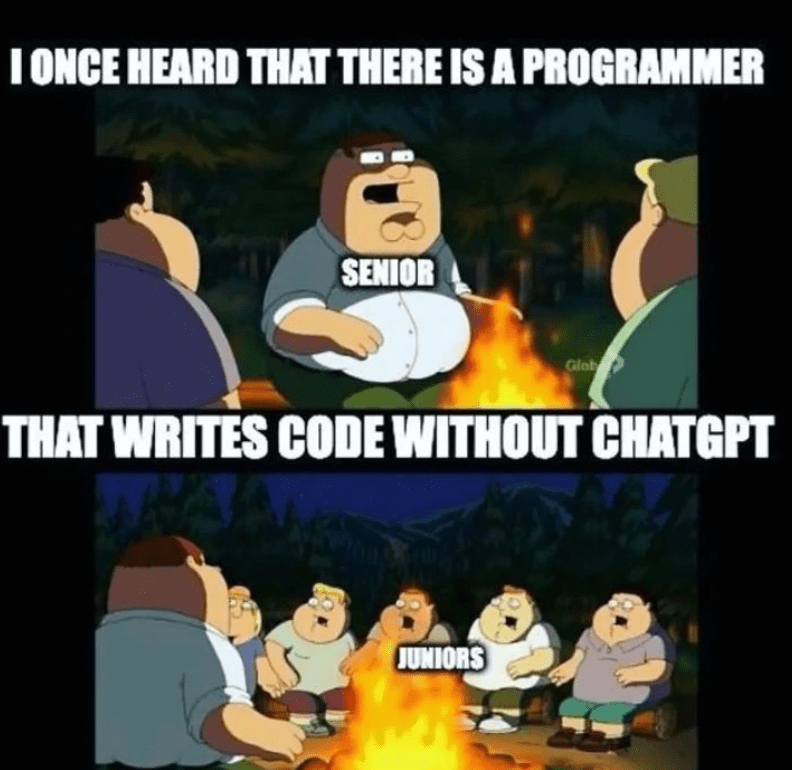 I ONCE HEARD THAT THERE IS A PROGRAMMER
SENIOR
THAT WRITES CODE WITHOUT CHATGPT
JUNIORS